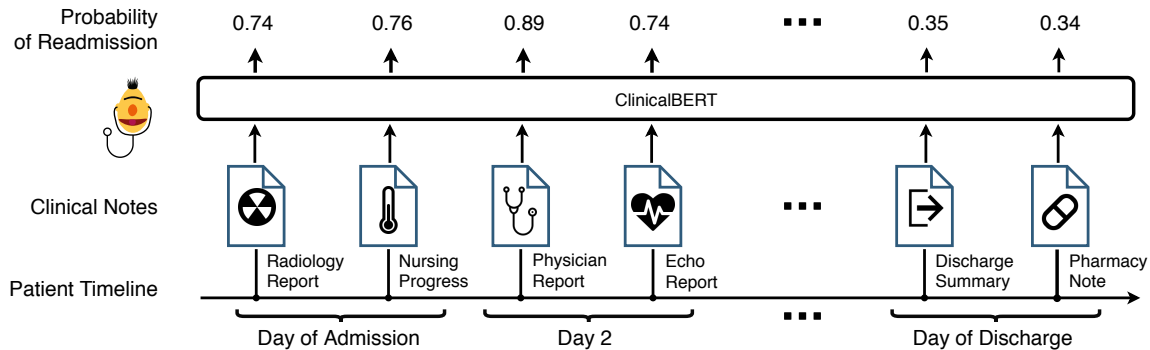 Probability
of Readmission
0.74
0.76
0.89
0.74
0.35
0.34
ClinicalBERT
Clinical Notes
Radiology
Report
Nursing
Progress
Physician
Report
Echo
Report
Discharge
Summary
Pharmacy
Note
Patient Timeline
Day of Admission
Day 2
Day of Discharge